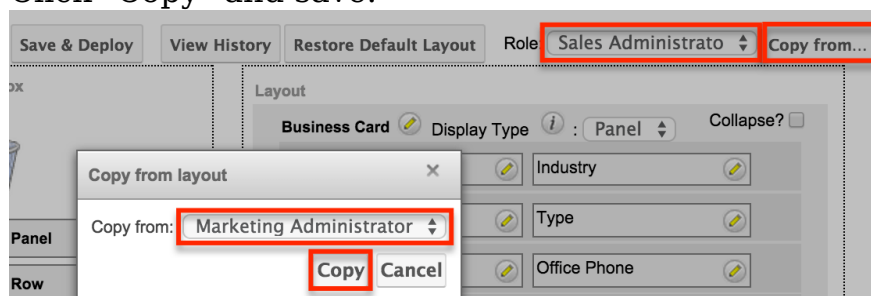 Click "Copy" and save.
Save & Deploy View History Restore Default Layout Role Sales Administrato Copy from...
Layout
Business Card Display Type i : Panel Collapse?
Copy from layout × Industry
Copy from: Marketing Administrator Type
Panel
Copy Cancel Office Phone
Row